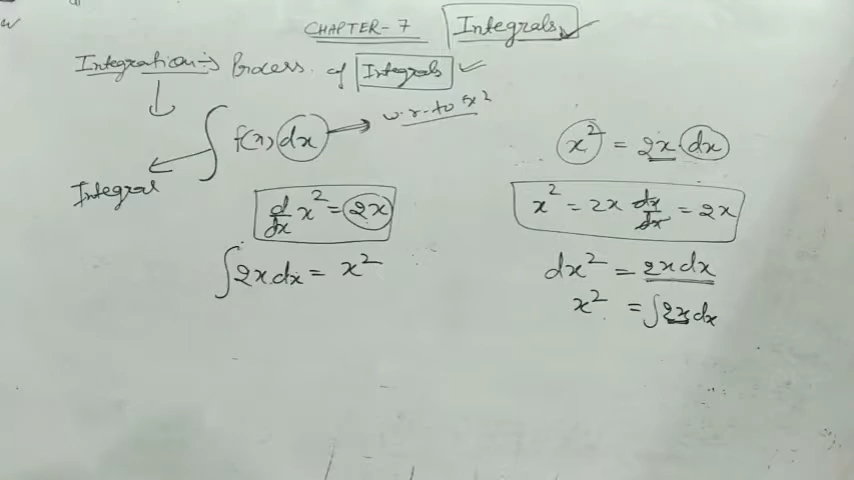 CHAPTER-7 Integrals
Integration → Process of Integrals
∫ f(x) dx → w.r.to "x"
Integral
d/dx x² = 2x
∫2x.dx = x²
x² = 2x dx
x² = 2x dx/dx = 2x
dx² = 2x dx
x² = ∫2x dx